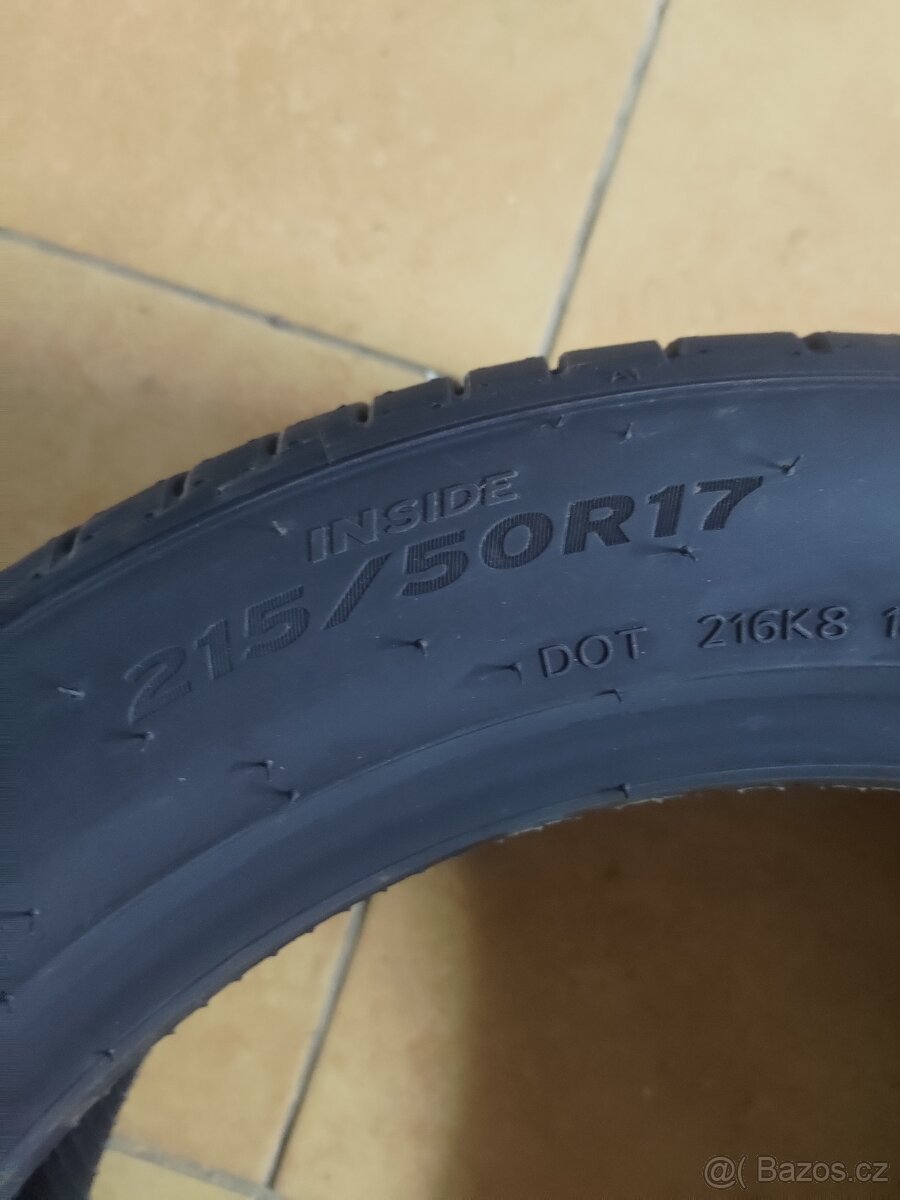 INSIDE
215/50R17
DOT 216K8
@( Bazos.cz